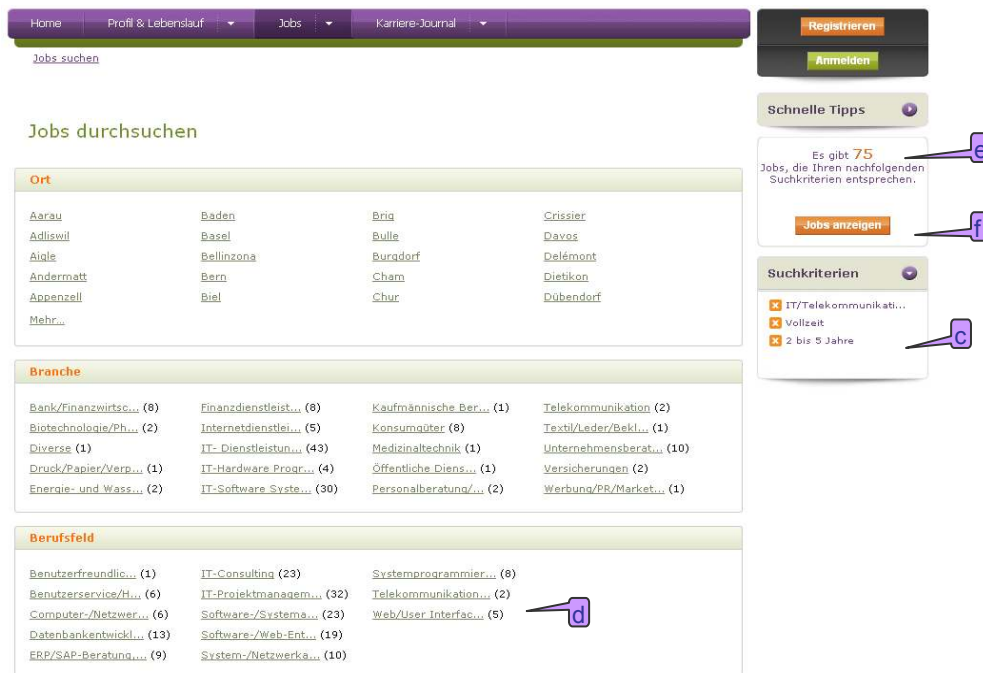 Home Profil & Lebenslauf Jobs Karriere-Journal
Registrieren
Anmelden
Jobs suchen
Schnelle Tipps
Jobs durchsuchen
Es gibt 75
Jobs, die Ihren nachfolgenden
Suchkriterien entsprechen.
e
Jobs anzeigen
f
Ort
Aarau Baden Brig Crissier
Adliswil Basel Bulle Davos
Aigle Bellinzona Burgdorf Delémont
Andermatt Bern Cham Dietikon
Appenzell Biel Chur Dübendorf
Mehr...
Suchkriterien
IT/Telekommunikati...
Vollzeit
2 bis 5 Jahre
c
Branche
Bank/Finanzwirtsc... (8) Finanzdienstleist... (8) Kaufmännische Ber... (1) Telekommunikation (2)
Biotechnologie/Ph... (2) Internetdienstlei... (5) Konsumgüter (8) Textil/Leder/Bekl... (1)
Diverse (1) IT- Dienstleistun... (43) Medizinaltechnik (1) Unternehmensberat... (10)
Druck/Papier/Verp... (1) IT-Hardware Progr... (4) Öffentliche Diens... (1) Versicherungen (2)
Energie- und Wass... (2) IT-Software Syste... (30) Personalberatung/... (2) Werbung/PR/Market... (1)
Berufsfeld
Benutzerfreundlic... (1) IT-Consulting (23) Systemprogrammier... (8)
Benutzerservice/H... (6) IT-Projektmanagem... (32) Telekommunikation... (2)
Computer-/Netzwer... (6) Software-/Systema... (23) Web/User Interfac... (5)
d
Datenbankentwickl... (13) Software-/Web-Ent... (19)
ERP/SAP-Beratung,... (9) System-/Netzwerka... (10)